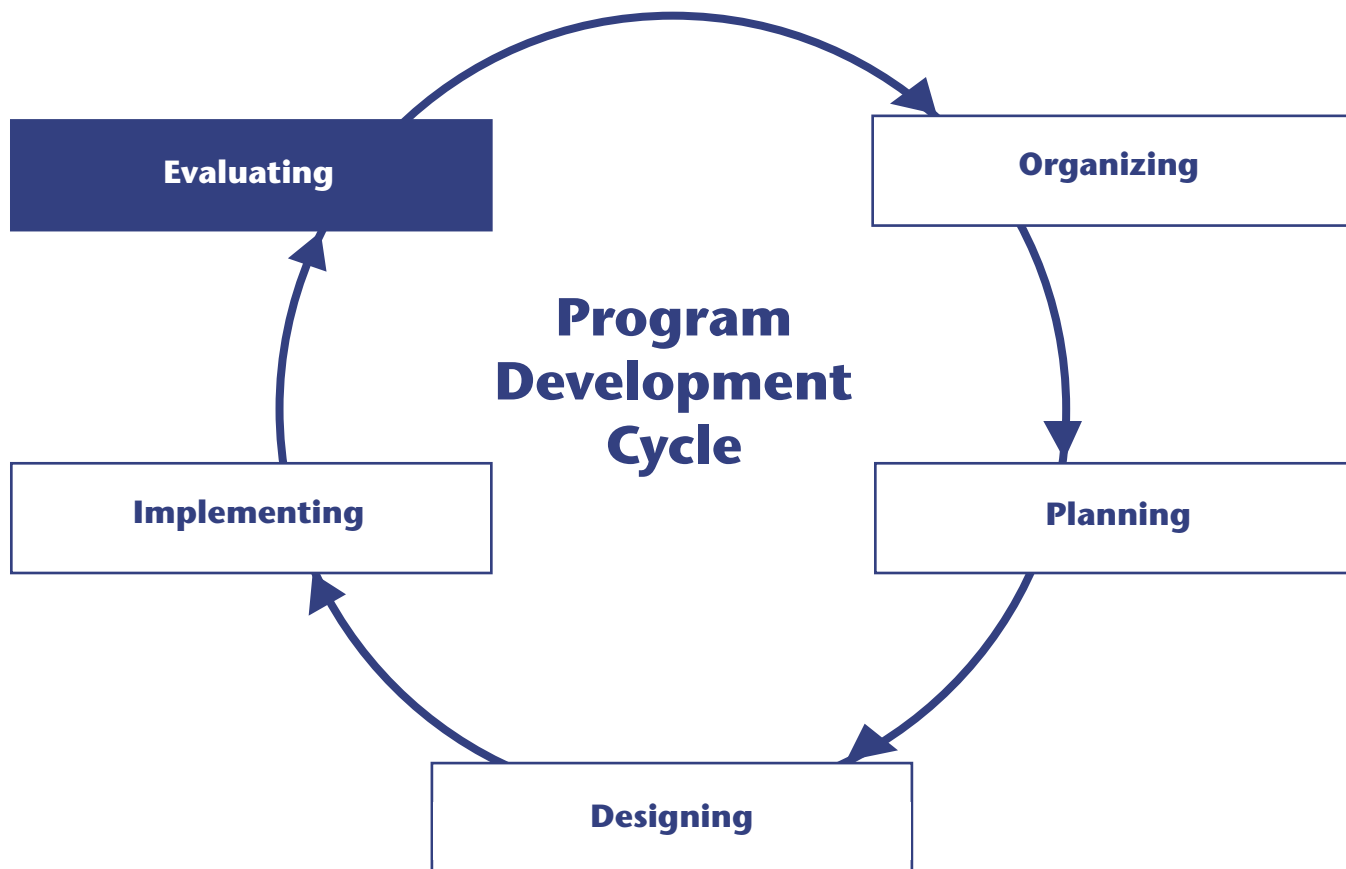 Evaluating
Organizing
Program
Development
Cycle
Implementing
Planning
Designing